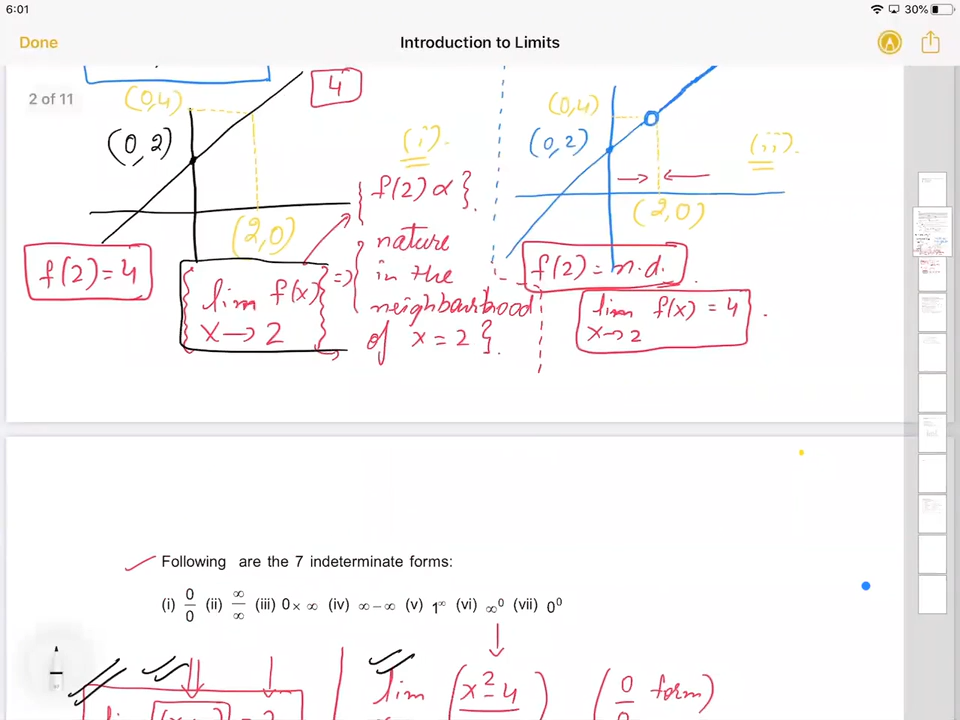 6:01
30%
Done
Introduction to Limits
2 of 11
(0,4)
4
(0,2)
(i).
{ f(2) α }.
(2,0)
f(2) = 4
{ lim f(x) }
x → 2
⇒ { nature
in the
neighbourhood
of x = 2 }.
(0,4)
(0,2)
(ii).
(2,0)
f(2) = n.d.
lim f(x) = 4 .
x → 2
Following are the 7 indeterminate forms:
(i) 0/0 (ii) ∞/∞ (iii) 0 × ∞ (iv) ∞ − ∞ (v) 1^∞ (vi) ∞^0 (vii) 0^0
lim (x² - 4) (0/0 form)